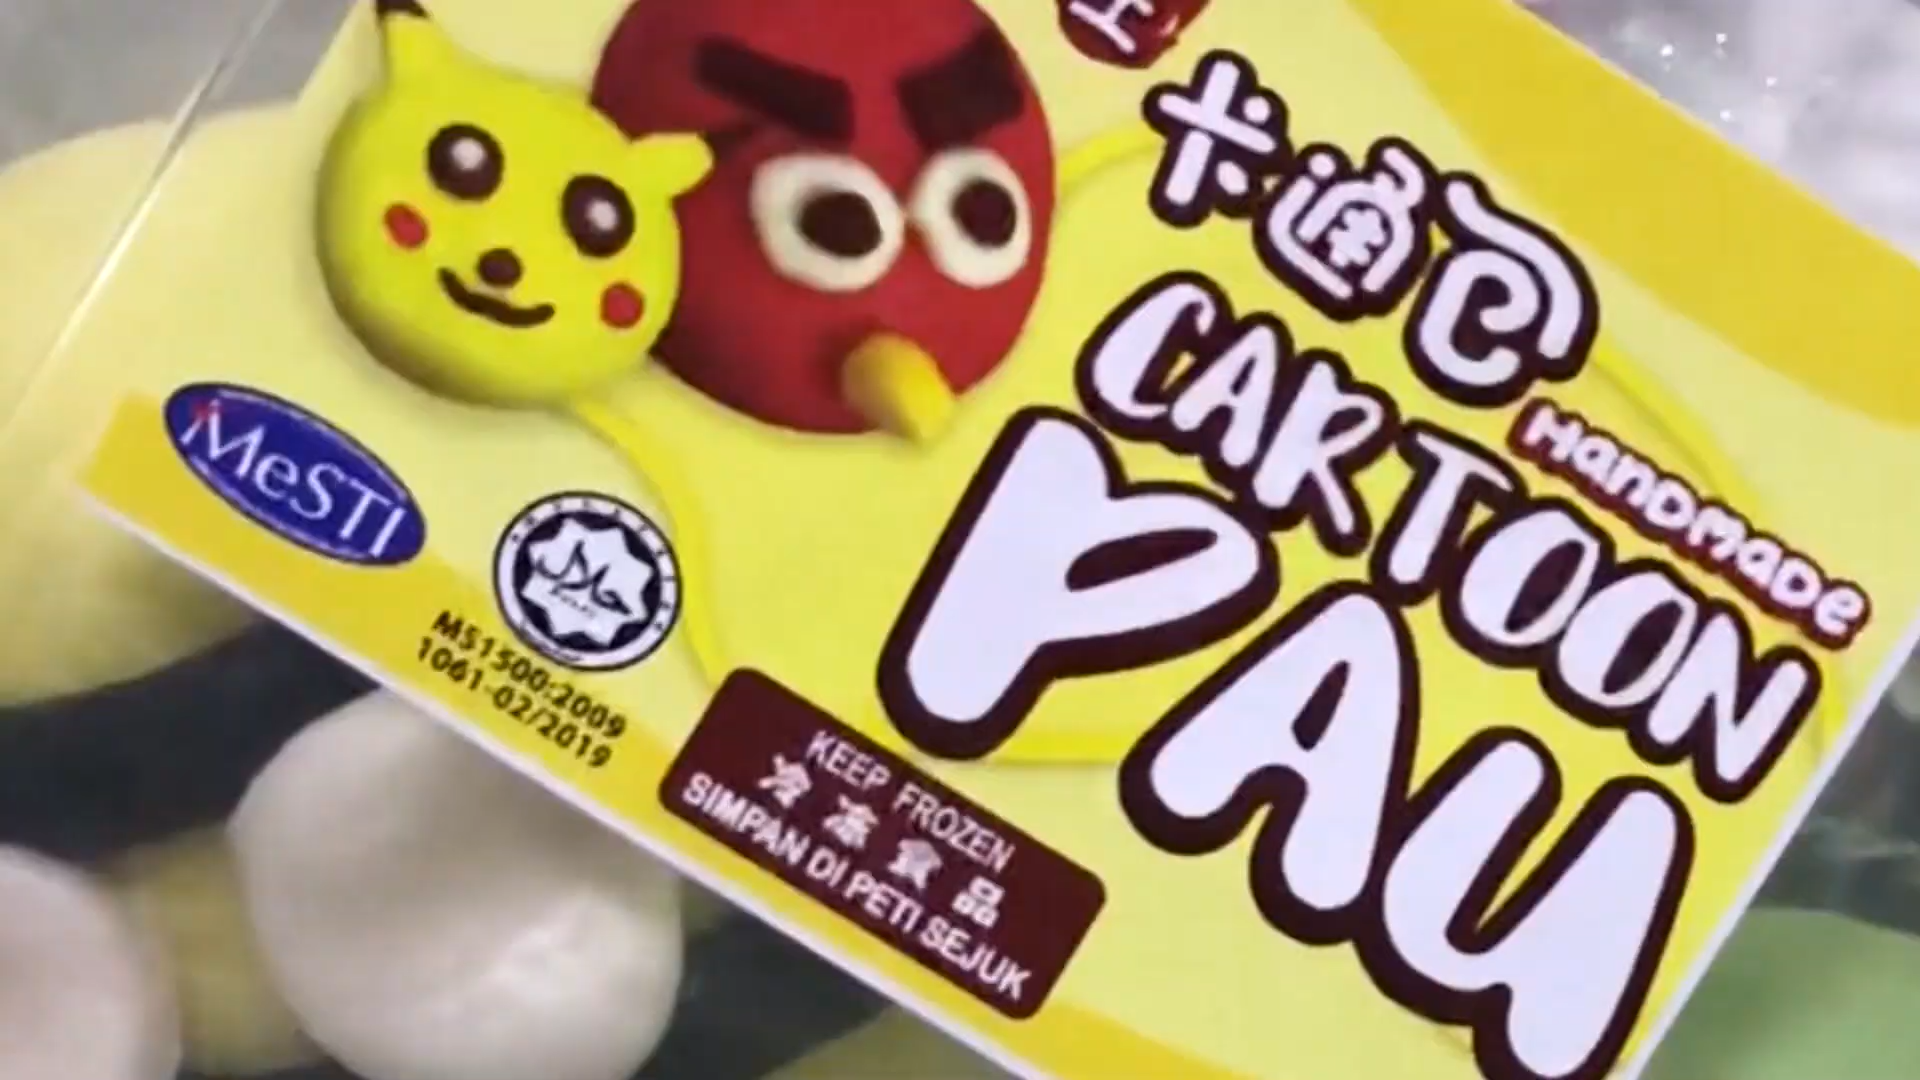 卡通包
CARTOON
HANDMADE
PAU
MeSTI
حلال
MS1500:2009
1061-02/2019
KEEP FROZEN
冷冻食品
SIMPAN DI PETI SEJUK